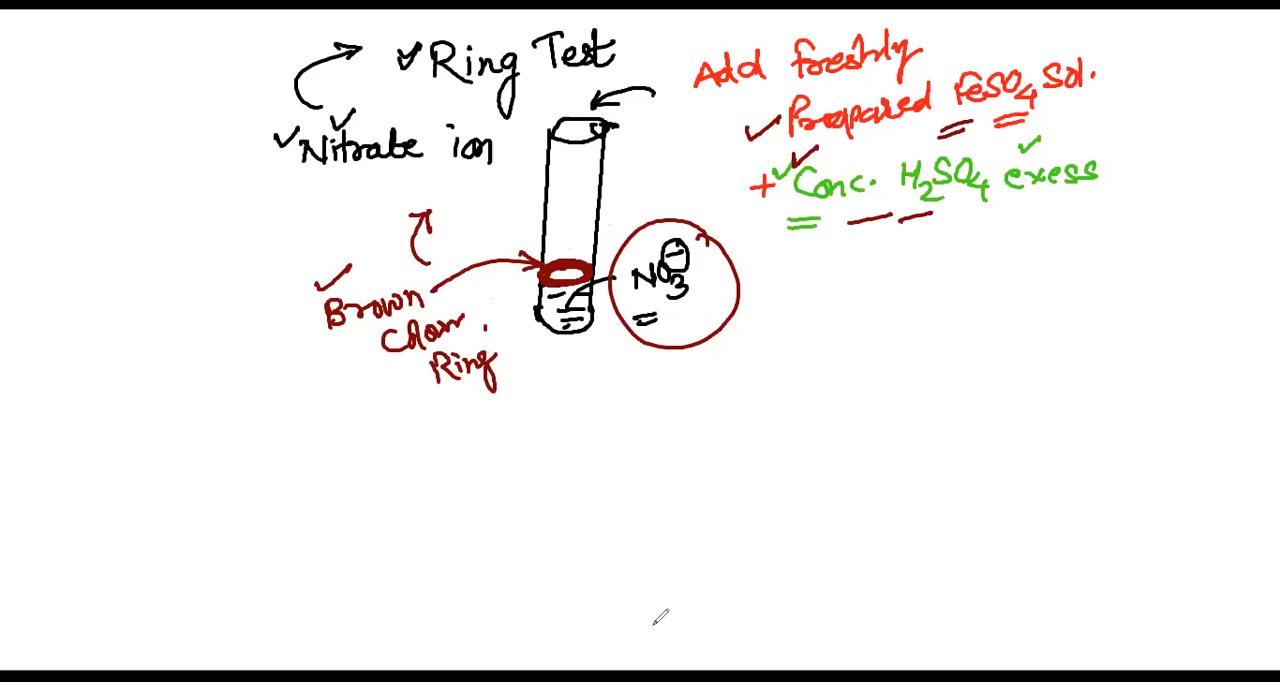 Ring Test
Nitrate ion
Add freshly
Prepared FeSO4 Sol.
+ Conc. H2SO4 exess
NO3-
Brown
Colour
Ring